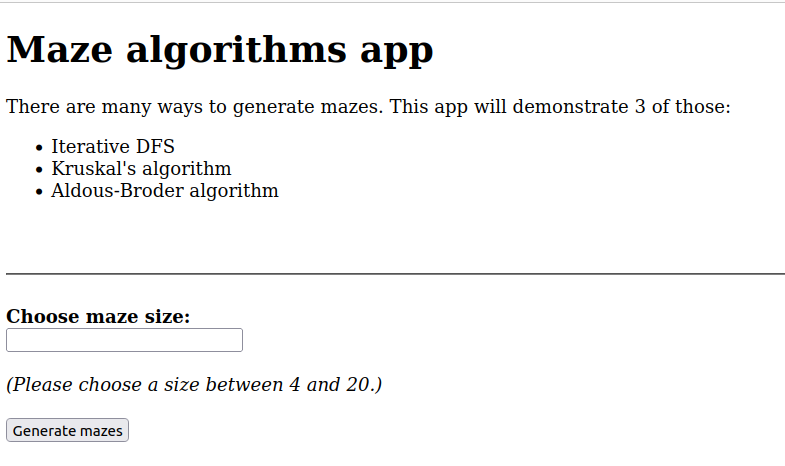 Maze algorithms app
There are many ways to generate mazes. This app will demonstrate 3 of those:
• Iterative DFS
• Kruskal's algorithm
• Aldous-Broder algorithm
Choose maze size:
(Please choose a size between 4 and 20.)
Generate mazes